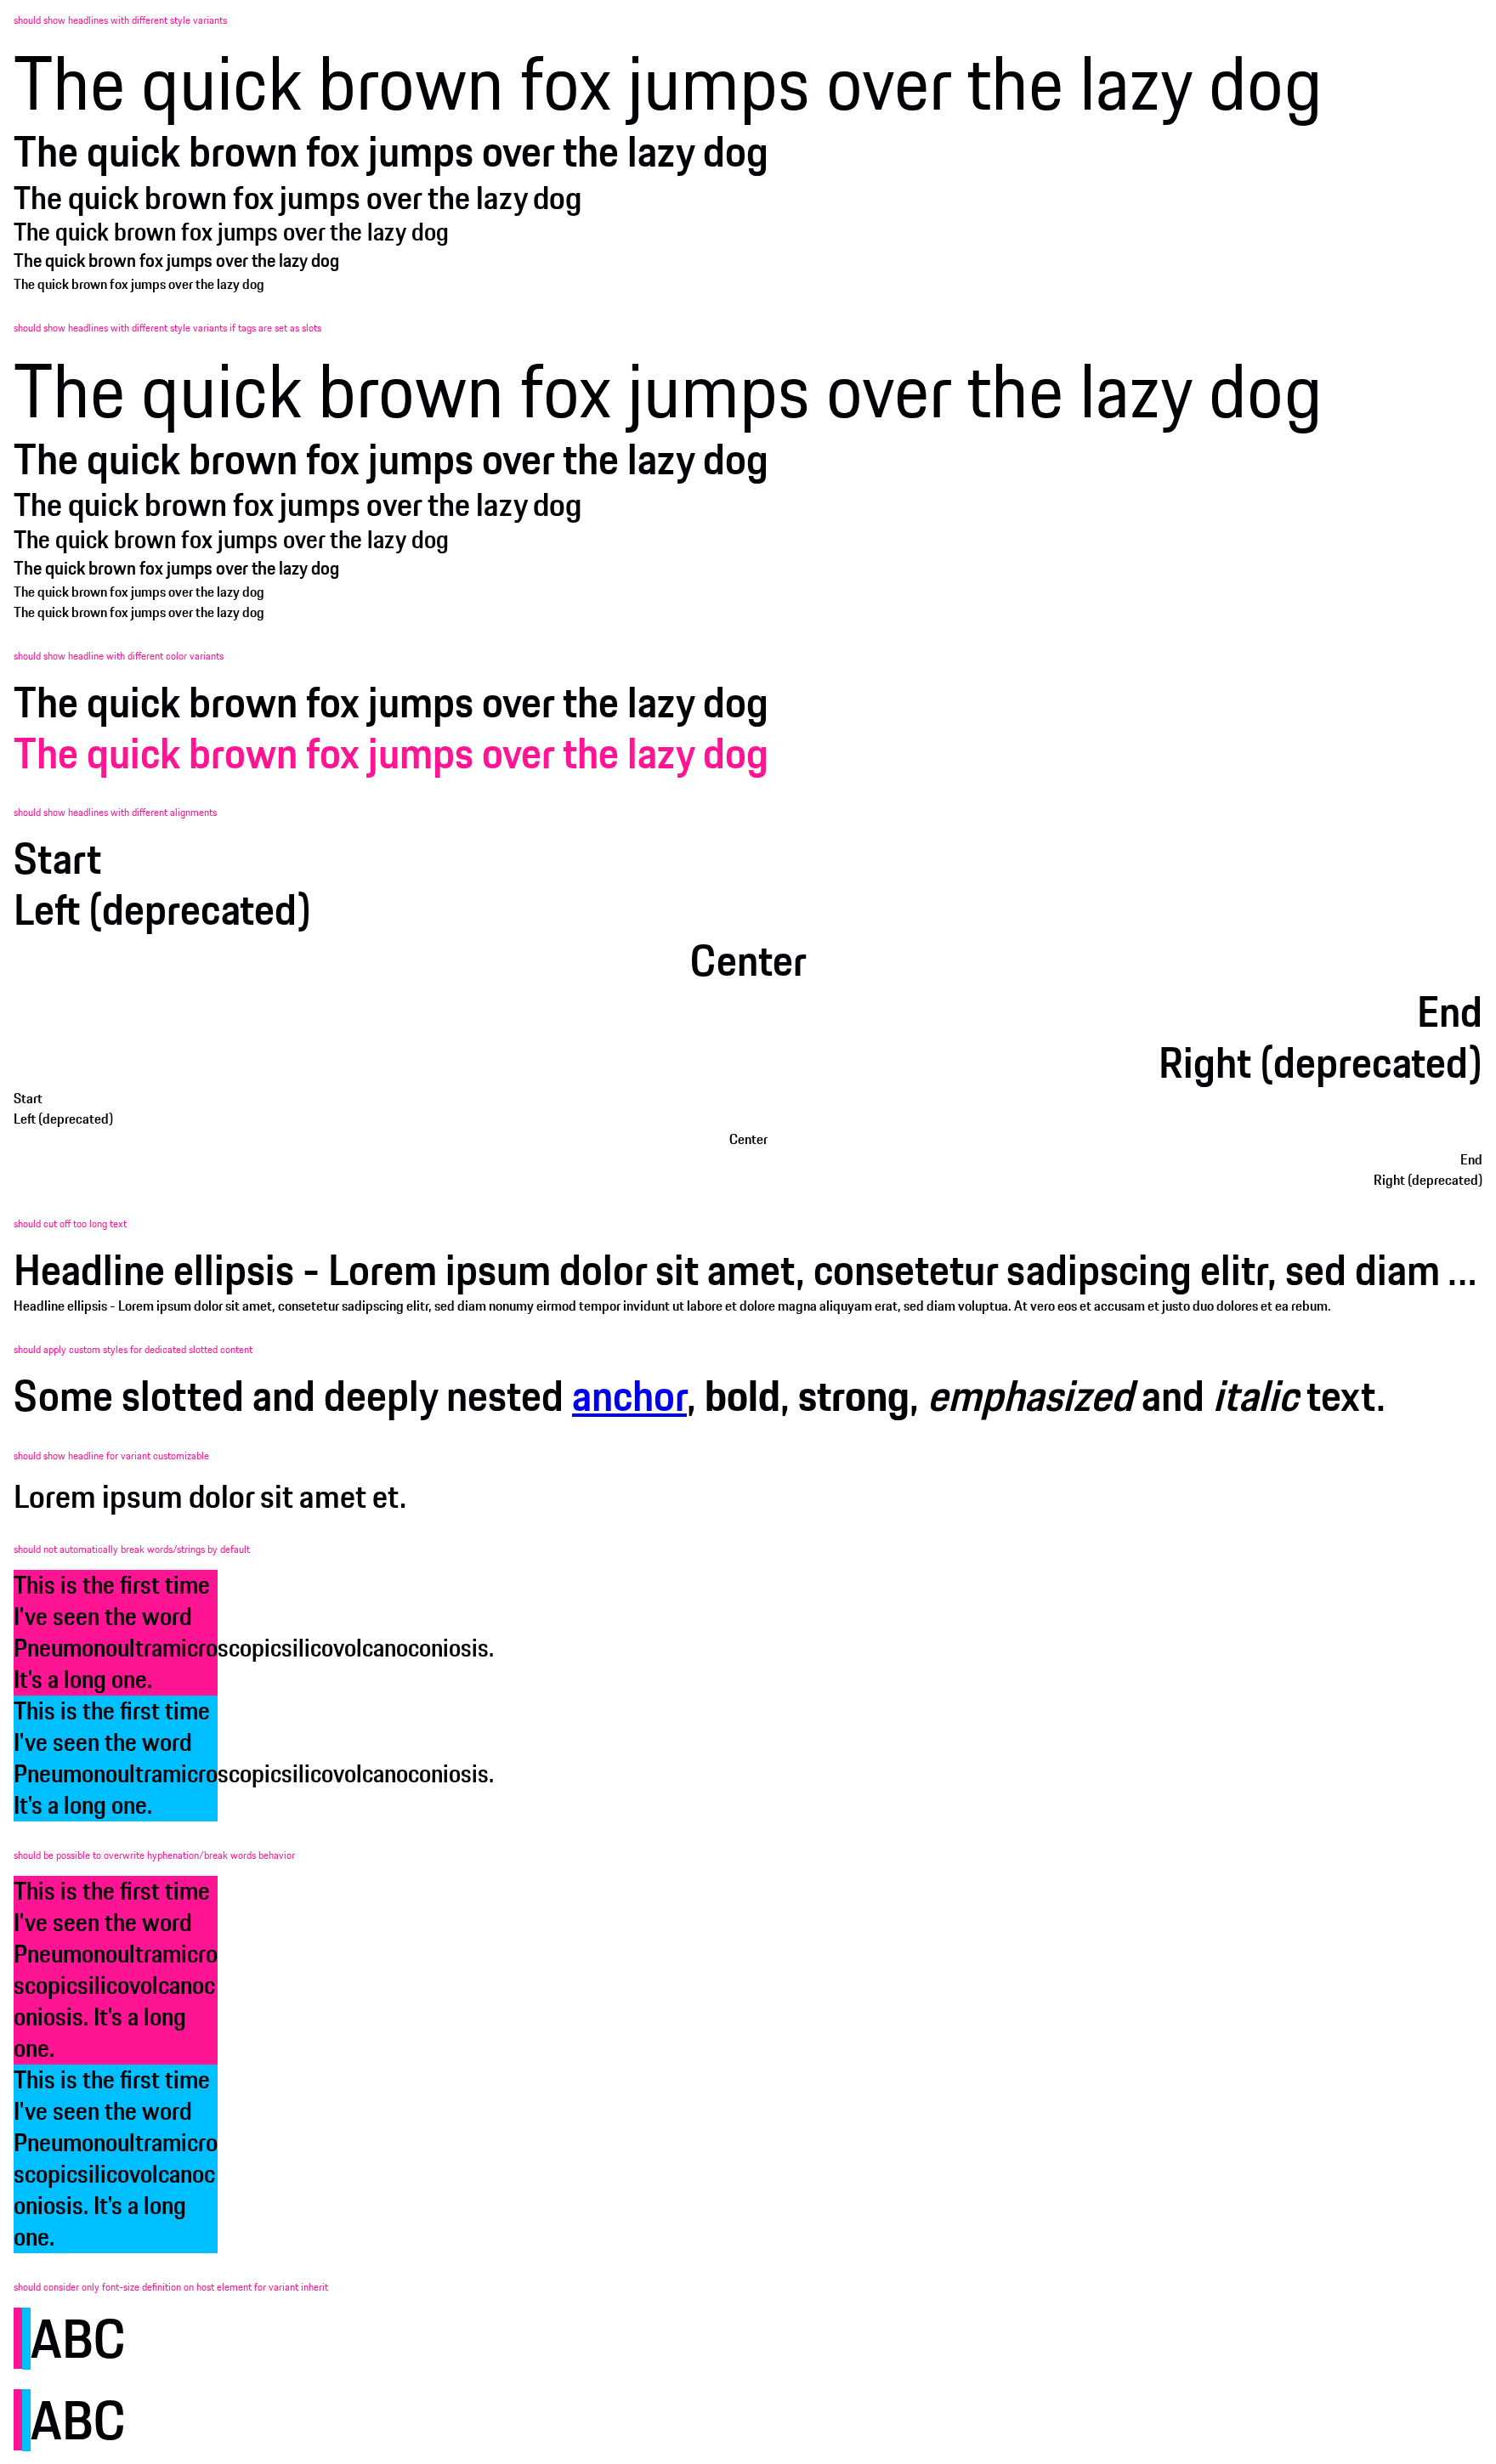 should show headlines with different style variants
The quick brown fox jumps over the lazy dog
The quick brown fox jumps over the lazy dog
The quick brown fox jumps over the lazy dog
The quick brown fox jumps over the lazy dog
The quick brown fox jumps over the lazy dog
The quick brown fox jumps over the lazy dog
should show headlines with different style variants if tags are set as slots
The quick brown fox jumps over the lazy dog
The quick brown fox jumps over the lazy dog
The quick brown fox jumps over the lazy dog
The quick brown fox jumps over the lazy dog
The quick brown fox jumps over the lazy dog
The quick brown fox jumps over the lazy dog
The quick brown fox jumps over the lazy dog
should show headline with different color variants
The quick brown fox jumps over the lazy dog
The quick brown fox jumps over the lazy dog
should show headlines with different alignments
Start
Left (deprecated)
Center
End
Right (deprecated)
Start
Left (deprecated)
Center
End
Right (deprecated)
should cut off too long text
Headline ellipsis - Lorem ipsum dolor sit amet, consetetur sadipscing elitr, sed diam ...
Headline ellipsis - Lorem ipsum dolor sit amet, consetetur sadipscing elitr, sed diam nonumy eirmod tempor invidunt ut labore et dolore magna aliquyam erat, sed diam voluptua. At vero eos et accusam et justo duo dolores et ea rebum.
should apply custom styles for dedicated slotted content
Some slotted and deeply nested anchor, bold, strong, emphasized and italic text.
should show headline for variant customizable
Lorem ipsum dolor sit amet et.
should not automatically break words/strings by default
This is the first time
I've seen the word
Pneumonoultramicroscopicsilicovolcanoconiosis.
It's a long one.
This is the first time
I've seen the word
Pneumonoultramicroscopicsilicovolcanoconiosis.
It's a long one.
should be possible to overwrite hyphenation/break words behavior
This is the first time
I've seen the word
Pneumonoultramicro
scopicsilicovolcanoc
oniosis. It's a long
one.
This is the first time
I've seen the word
Pneumonoultramicro
scopicsilicovolcanoc
oniosis. It's a long
one.
should consider only font-size definition on host element for variant inherit
ABC
ABC